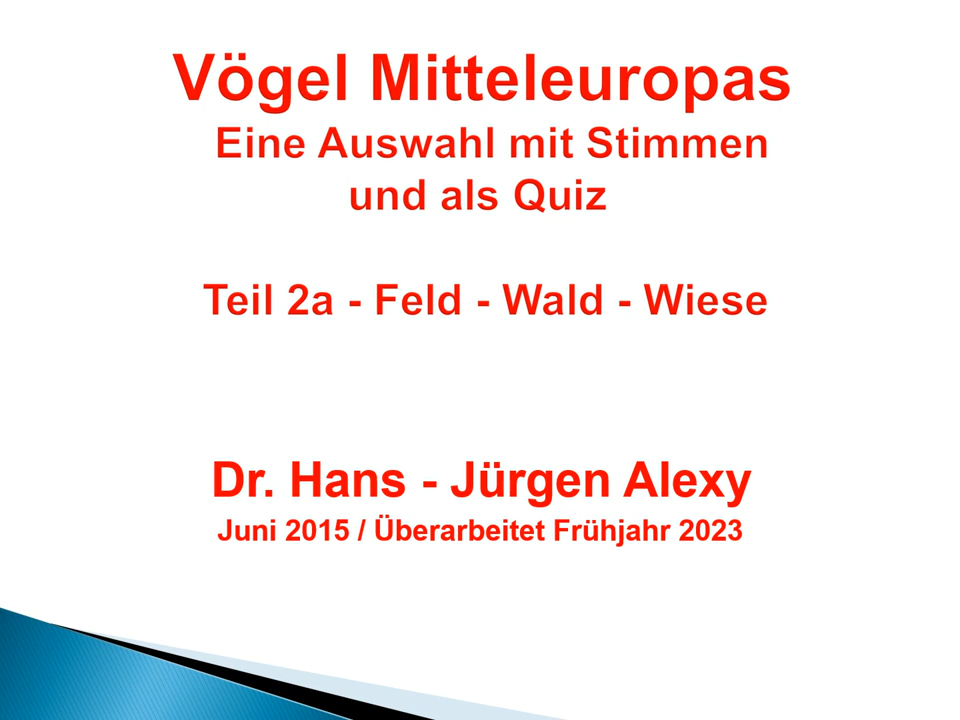 Vögel Mitteleuropas
Eine Auswahl mit Stimmen
und als Quiz
Teil 2a - Feld - Wald - Wiese
Dr. Hans - Jürgen Alexy
Juni 2015 / Überarbeitet Frühjahr 2023